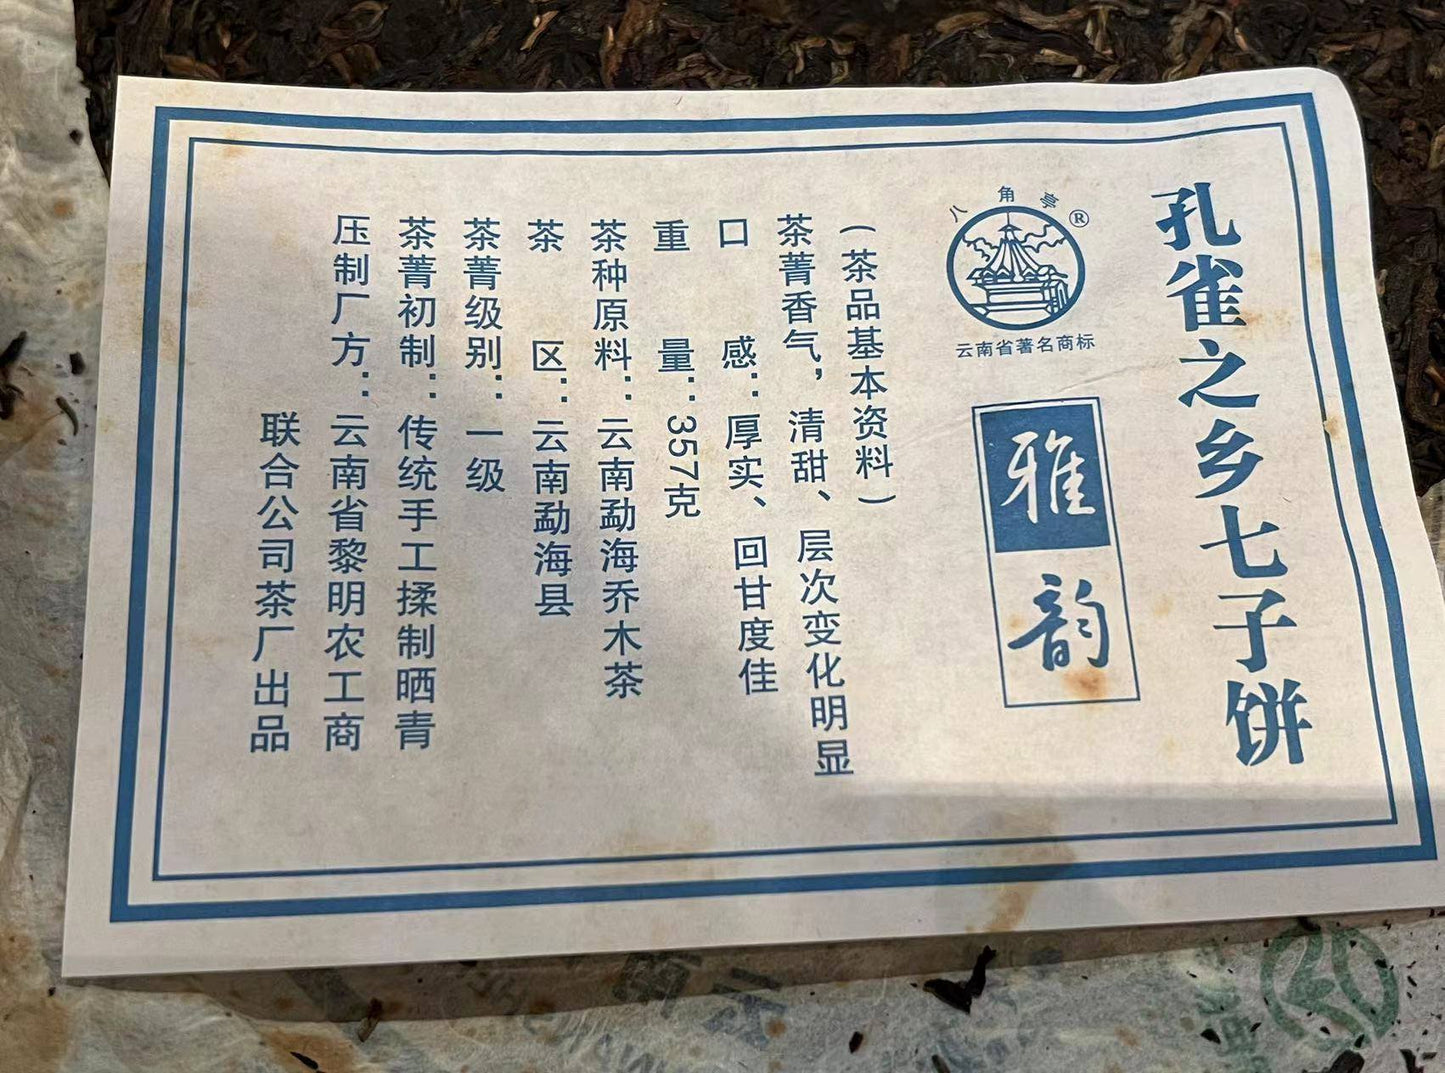 孔雀之乡七子饼
八角亭®
云南省著名商标
雅韵
（茶品基本资料）
茶菁香气，清甜、层次变化明显
口感：厚实、回甘度佳
重量：357克
茶种原料：云南勐海乔木茶
茶区：云南勐海县
茶菁级别：一级
茶菁初制：传统手工揉制晒青
压制厂方：云南省黎明农工商
联合公司茶厂出品